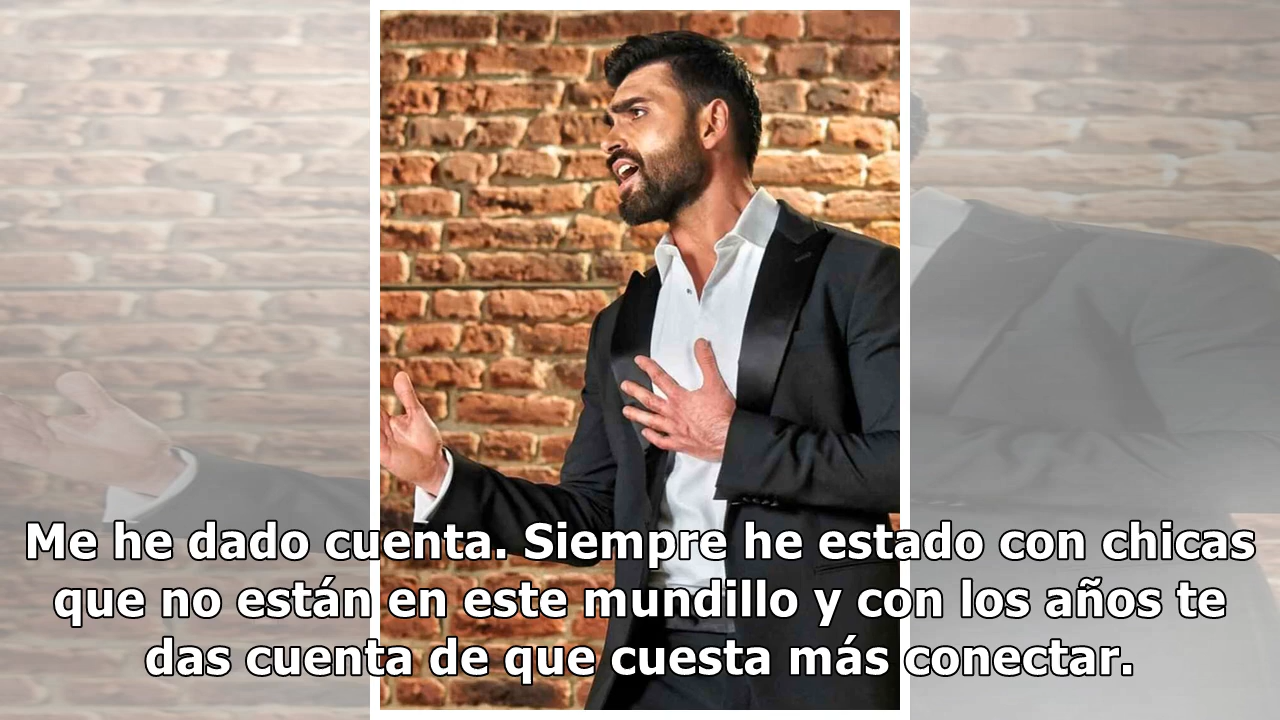 Me he dado cuenta. Siempre he estado con chicas
que no están en este mundillo y con los años te
das cuenta de que cuesta más conectar.